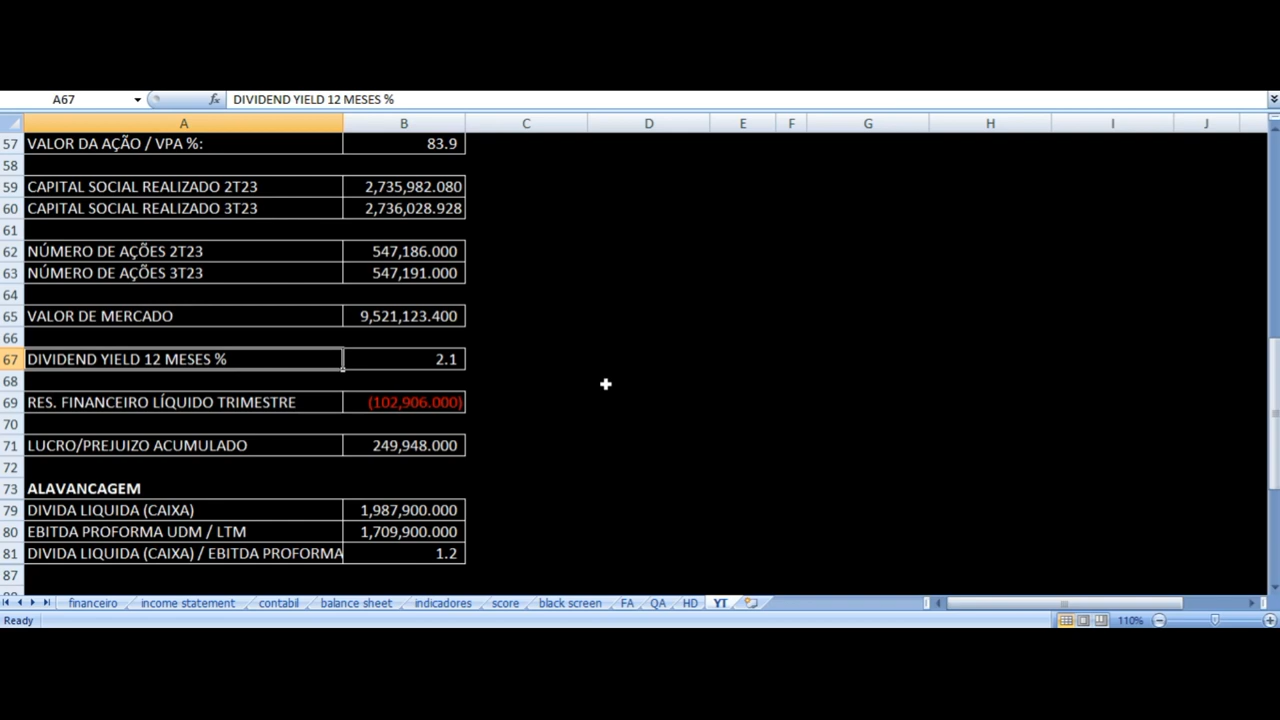 A67 fx DIVIDEND YIELD 12 MESES %
A B C D E F G H I J
57 VALOR DA AÇÃO / VPA %: 83.9
58
59 CAPITAL SOCIAL REALIZADO 2T23 2,735,982.080
60 CAPITAL SOCIAL REALIZADO 3T23 2,736,028.928
61
62 NÚMERO DE AÇÕES 2T23 547,186.000
63 NÚMERO DE AÇÕES 3T23 547,191.000
64
65 VALOR DE MERCADO 9,521,123.400
66
67 DIVIDEND YIELD 12 MESES % 2.1
68
69 RES. FINANCEIRO LÍQUIDO TRIMESTRE (102,906.000)
70
71 LUCRO/PREJUIZO ACUMULADO 249,948.000
72
73 ALAVANCAGEM
79 DIVIDA LIQUIDA (CAIXA) 1,987,900.000
80 EBITDA PROFORMA UDM / LTM 1,709,900.000
81 DIVIDA LIQUIDA (CAIXA) / EBITDA PROFORMA 1.2
87
financeiro income statement contabil balance sheet indicadores score black screen FA QA HD YT
Ready 110%